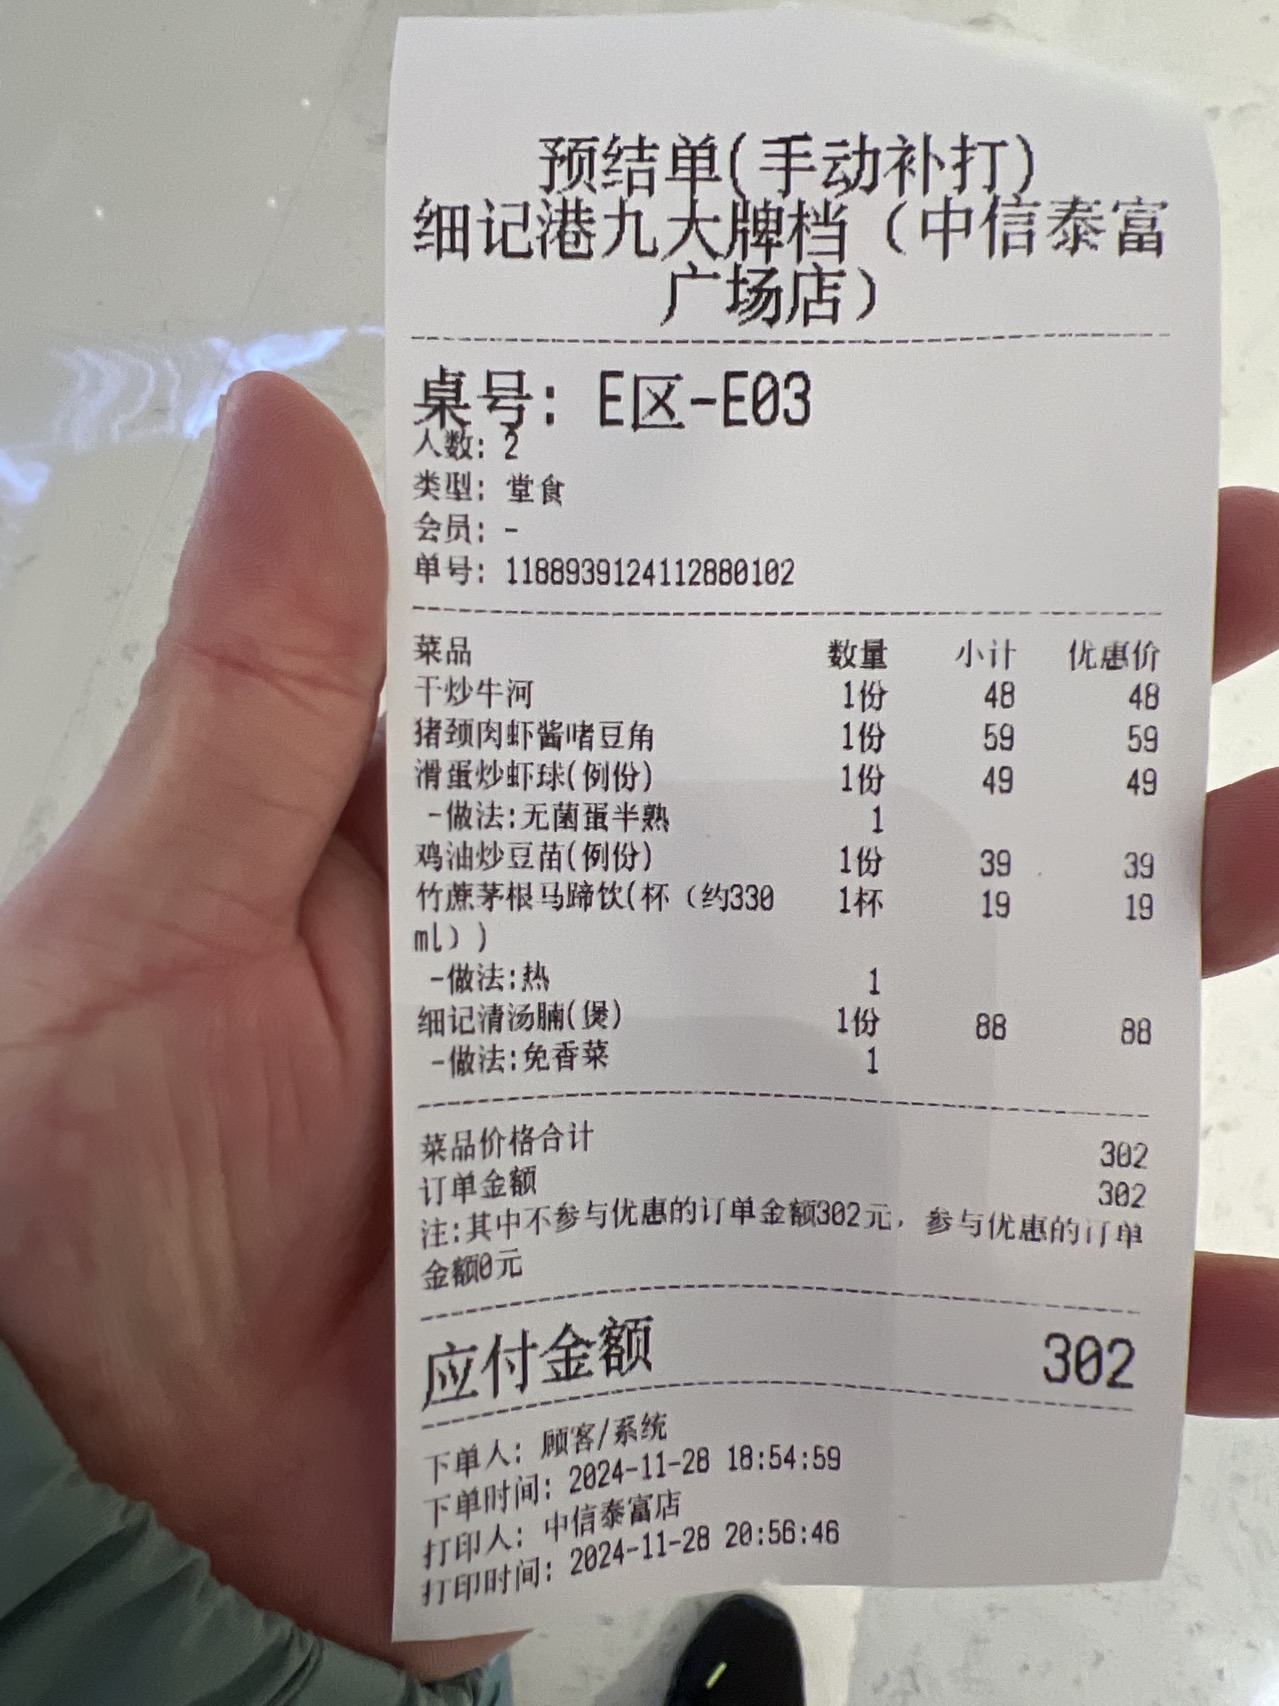 预结单(手动补打)
细记港九大牌档（中信泰富
广场店）
桌号: E区-E03
人数: 2
类型: 堂食
会员: -
单号: 1188939124112880102
菜品 数量 小计 优惠价
干炒牛河 1份 48 48
猪颈肉虾酱啫豆角 1份 59 59
滑蛋炒虾球(例份) 1份 49 49
-做法:无菌蛋半熟 1
鸡油炒豆苗(例份) 1份 39 39
竹蔗茅根马蹄饮(杯（约330 1杯 19 19
ml）)
-做法:热 1
细记清汤腩(煲) 1份 88 88
-做法:免香菜 1
菜品价格合计 302
订单金额 302
注:其中不参与优惠的订单金额302元，参与优惠的订单
金额0元
应付金额 302
下单人: 顾客/系统
下单时间: 2024-11-28 18:54:59
打印人: 中信泰富店
打印时间: 2024-11-28 20:56:46